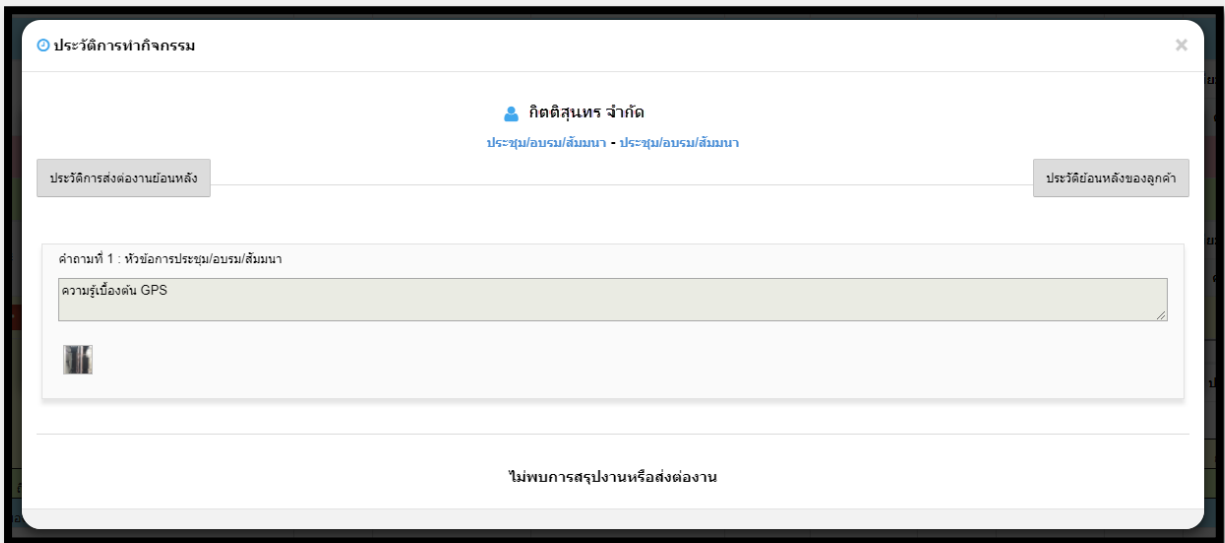 ประวัติการทำกิจกรรม
กิตติสุนทร จำกัด
ประชุม/อบรม/สัมมนา - ประชุม/อบรม/สัมมนา
ประวัติการส่งต่องานย้อนหลัง
ประวัติย้อนหลังของลูกค้า
คำถามที่ 1 : หัวข้อการประชุม/อบรม/สัมมนา
ความรู้เบื้องต้น GPS
ไม่พบการสรุปงานหรือส่งต่องาน